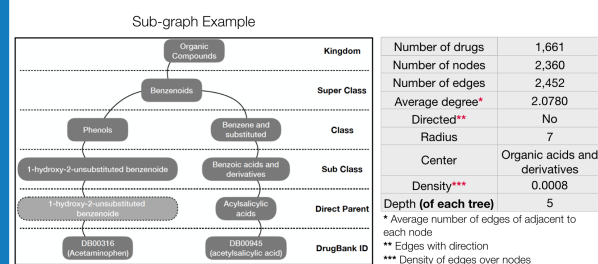 Sub-graph Example
Organic
Compounds
Kingdom
Benzenoids
Super Class
Phenols
Benzene and
substituted
Class
1-hydroxy-2-unsubstituted benzenoide
Benzoic acids and
derivatives
Sub Class
1-hydroxy-2-unsubstituted
benzenoide
Acylsalicylic
acids
Direct Parent
DB00316
(Acetaminophen)
DB00945
(acetylsalicylic acid)
DrugBank ID
Number of drugs 1,661
Number of nodes 2,360
Number of edges 2,452
Average degree* 2.0780
Directed** No
Radius 7
Center Organic acids and
derivatives
Density*** 0.0008
Depth (of each tree) 5
* Average number of edges of adjacent to
each node
** Edges with direction
*** Density of edges over nodes